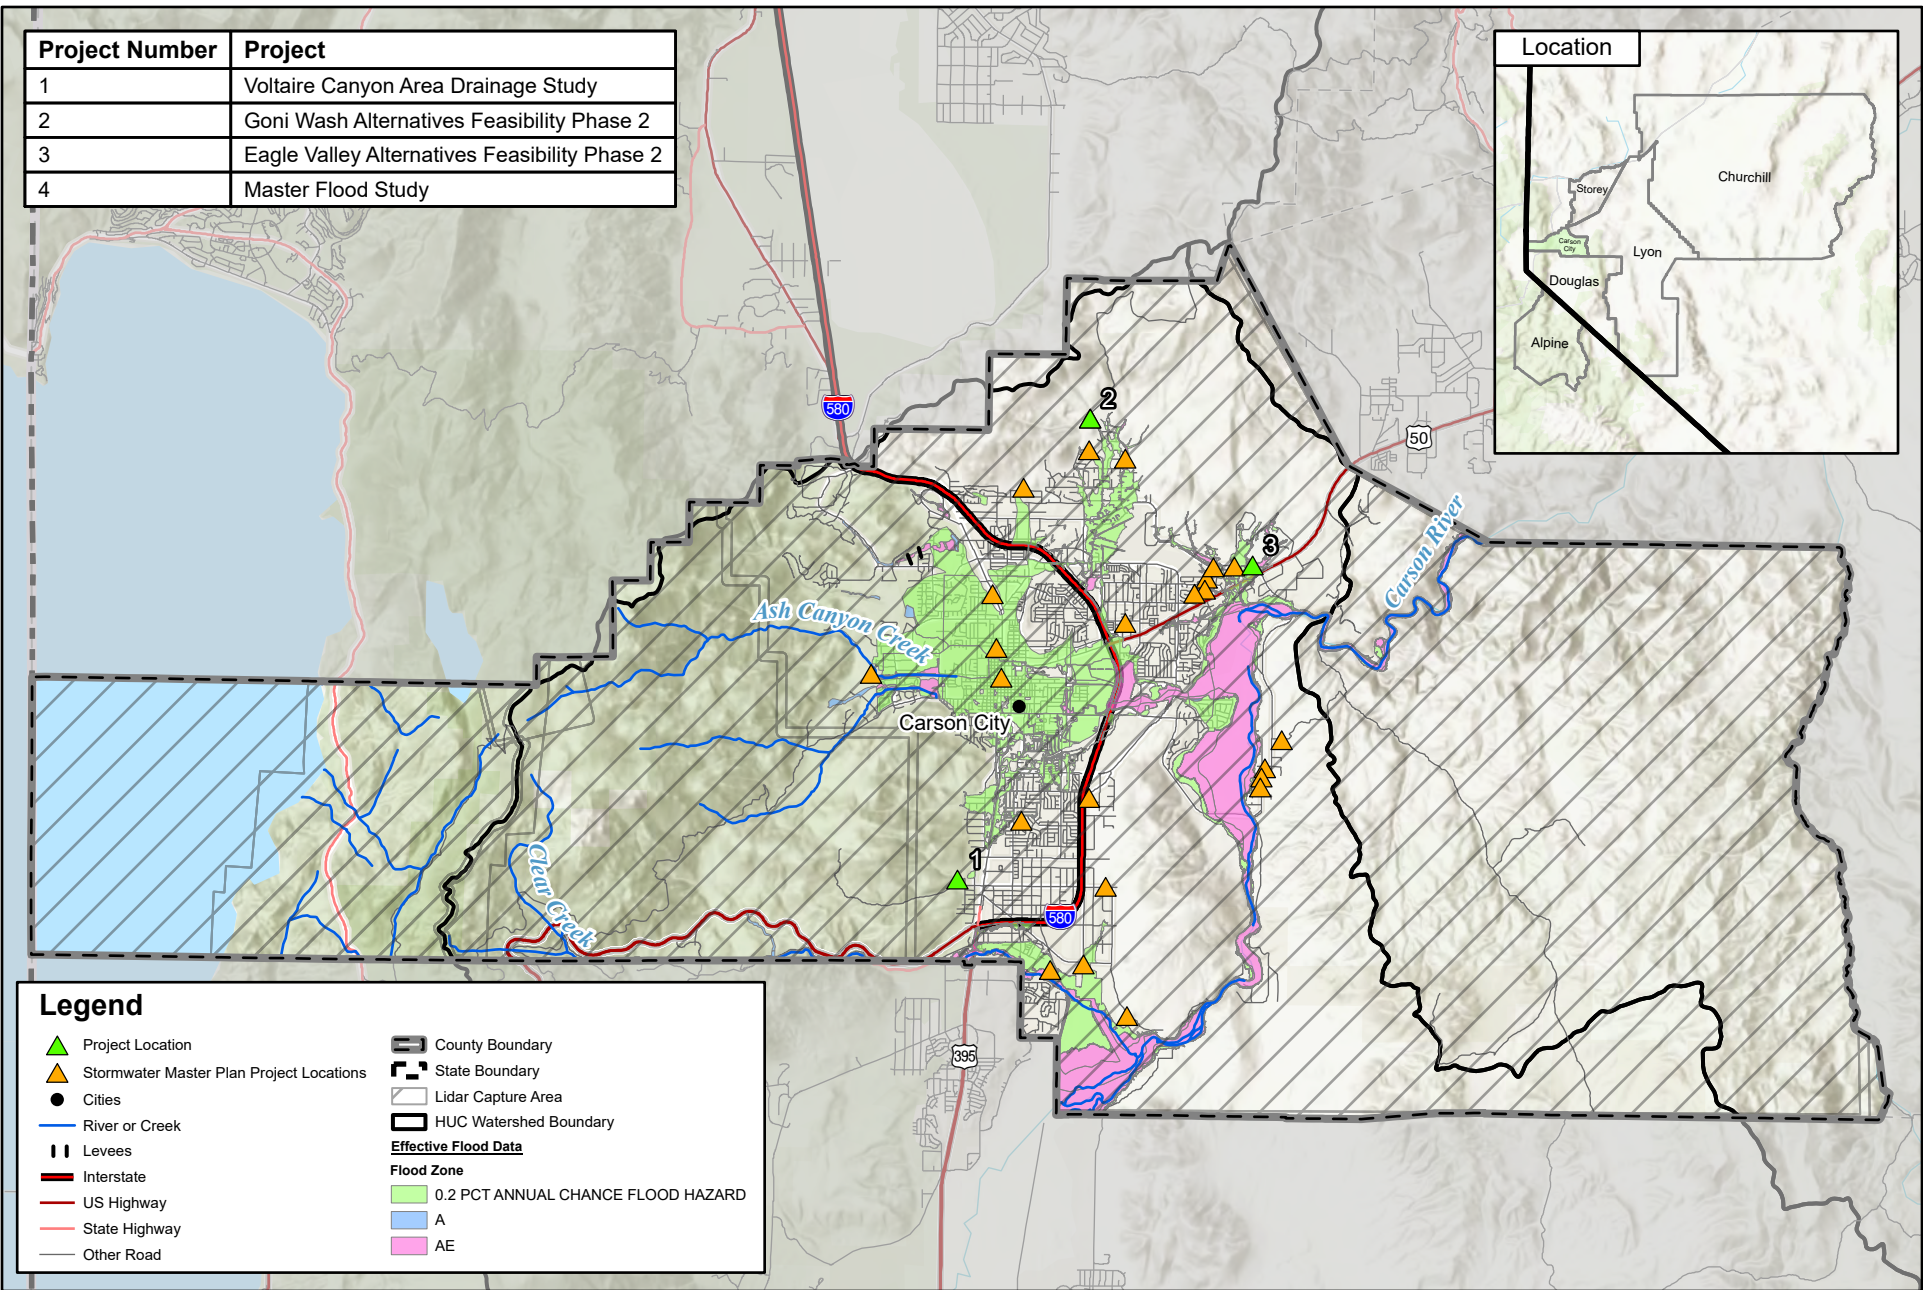 Project Number Project
1 Voltaire Canyon Area Drainage Study
2 Goni Wash Alternatives Feasibility Phase 2
3 Eagle Valley Alternatives Feasibility Phase 2
4 Master Flood Study
Location
Churchill
Storey
Carson
City
Lyon
Douglas
Alpine
580
50
2
3
Carson River
Ash Canyon Creek
Carson City
1
Clear Creek
580
395
Legend
Project Location
Stormwater Master Plan Project Locations
Cities
River or Creek
Levees
Interstate
US Highway
State Highway
Other Road
County Boundary
State Boundary
Lidar Capture Area
HUC Watershed Boundary
Effective Flood Data
Flood Zone
0.2 PCT ANNUAL CHANCE FLOOD HAZARD
A
AE